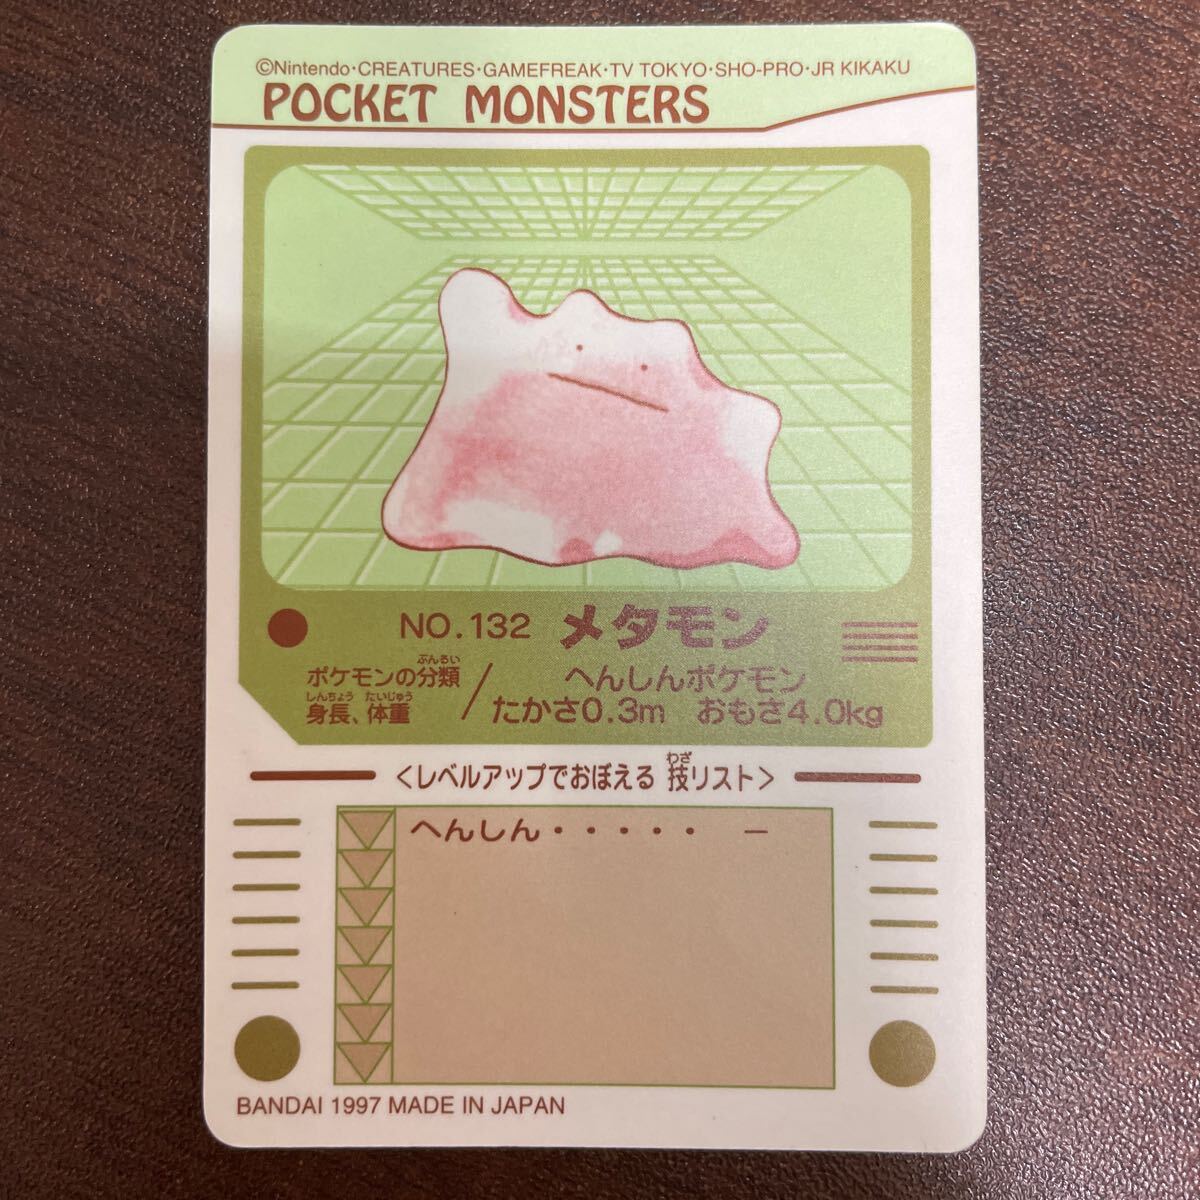 ©Nintendo・CREATURES・GAMEFREAK・TV TOKYO・SHO-PRO・JR KIKAKU
POCKET MONSTERS
NO.132 メタモン
ぶんるい
ポケモンの分類 / へんしんポケモン
しんちょう たいじゅう
身長、体重 たかさ0.3m おもさ4.0kg
わざ
<レベルアップでおぼえる 技リスト>
へんしん・・・・・ ー
BANDAI 1997 MADE IN JAPAN